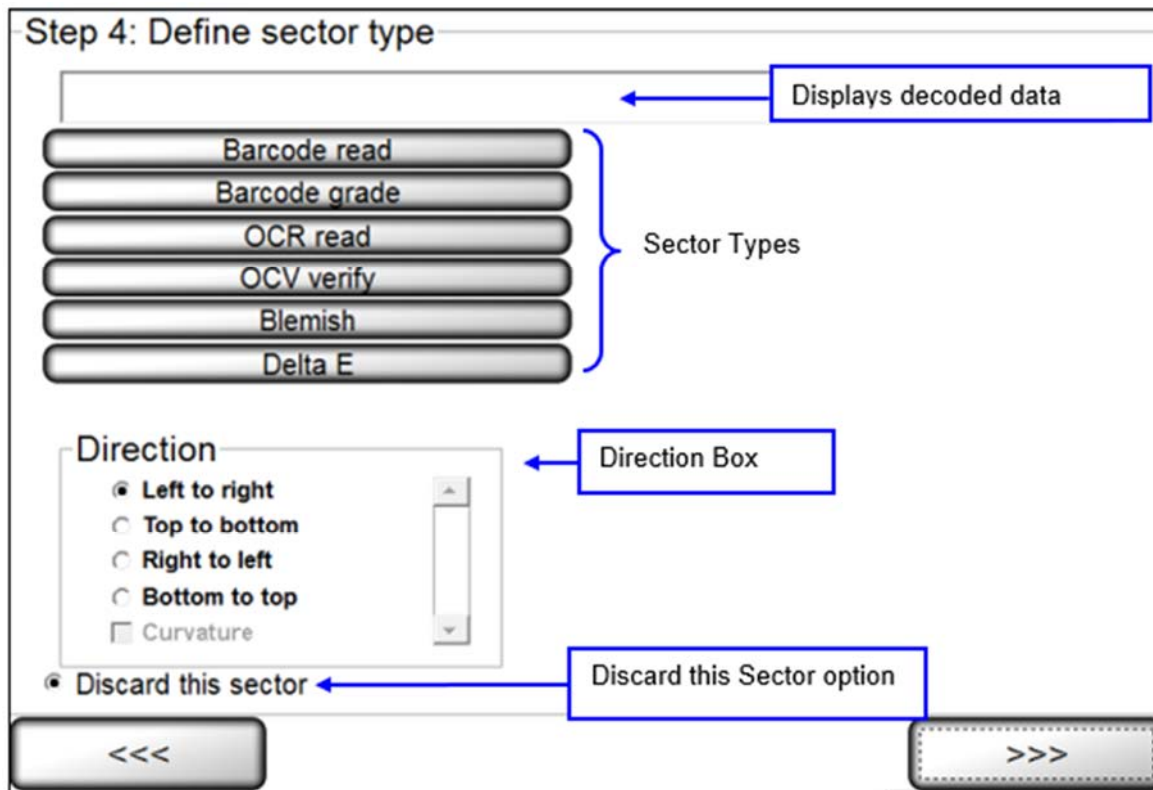 Step 4: Define sector type
Displays decoded data
Barcode read
Barcode grade
OCR read
OCV verify
Blemish
Delta E
Sector Types
Direction
Left to right
Top to bottom
Right to left
Bottom to top
Curvature
Direction Box
Discard this sector
Discard this Sector option
<<<
>>>